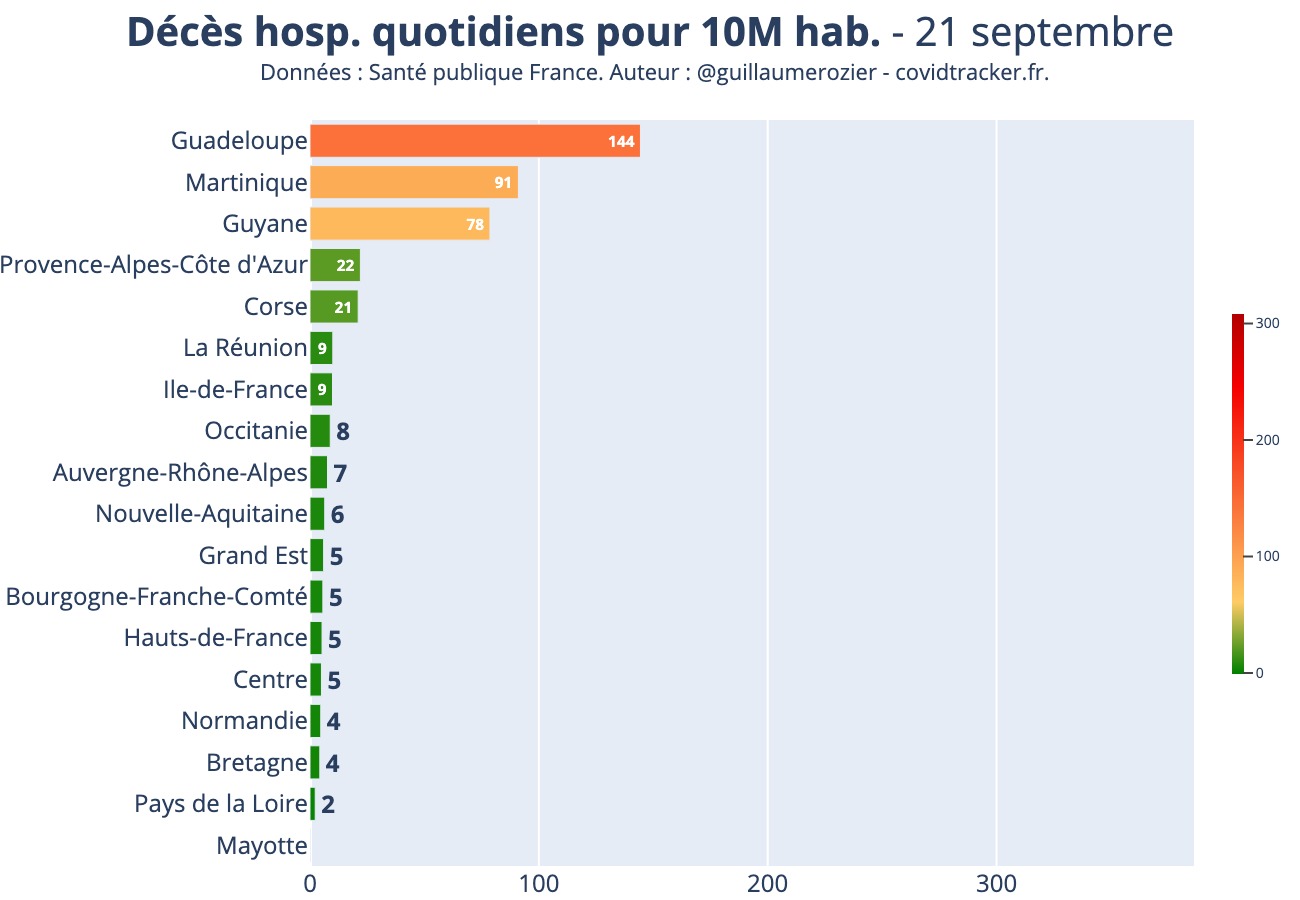 Décès hosp. quotidiens pour 10M hab. - 21 septembre
Données : Santé publique France. Auteur : @guillaumerozier - covidtracker.fr.
Guadeloupe 144
Martinique 91
Guyane 78
Provence-Alpes-Côte d'Azur 22
Corse 21
La Réunion 9
Ile-de-France 9
Occitanie 8
Auvergne-Rhône-Alpes 7
Nouvelle-Aquitaine 6
Grand Est 5
Bourgogne-Franche-Comté 5
Hauts-de-France 5
Centre 5
Normandie 4
Bretagne 4
Pays de la Loire 2
Mayotte
0 100 200 300
300
200
100
0